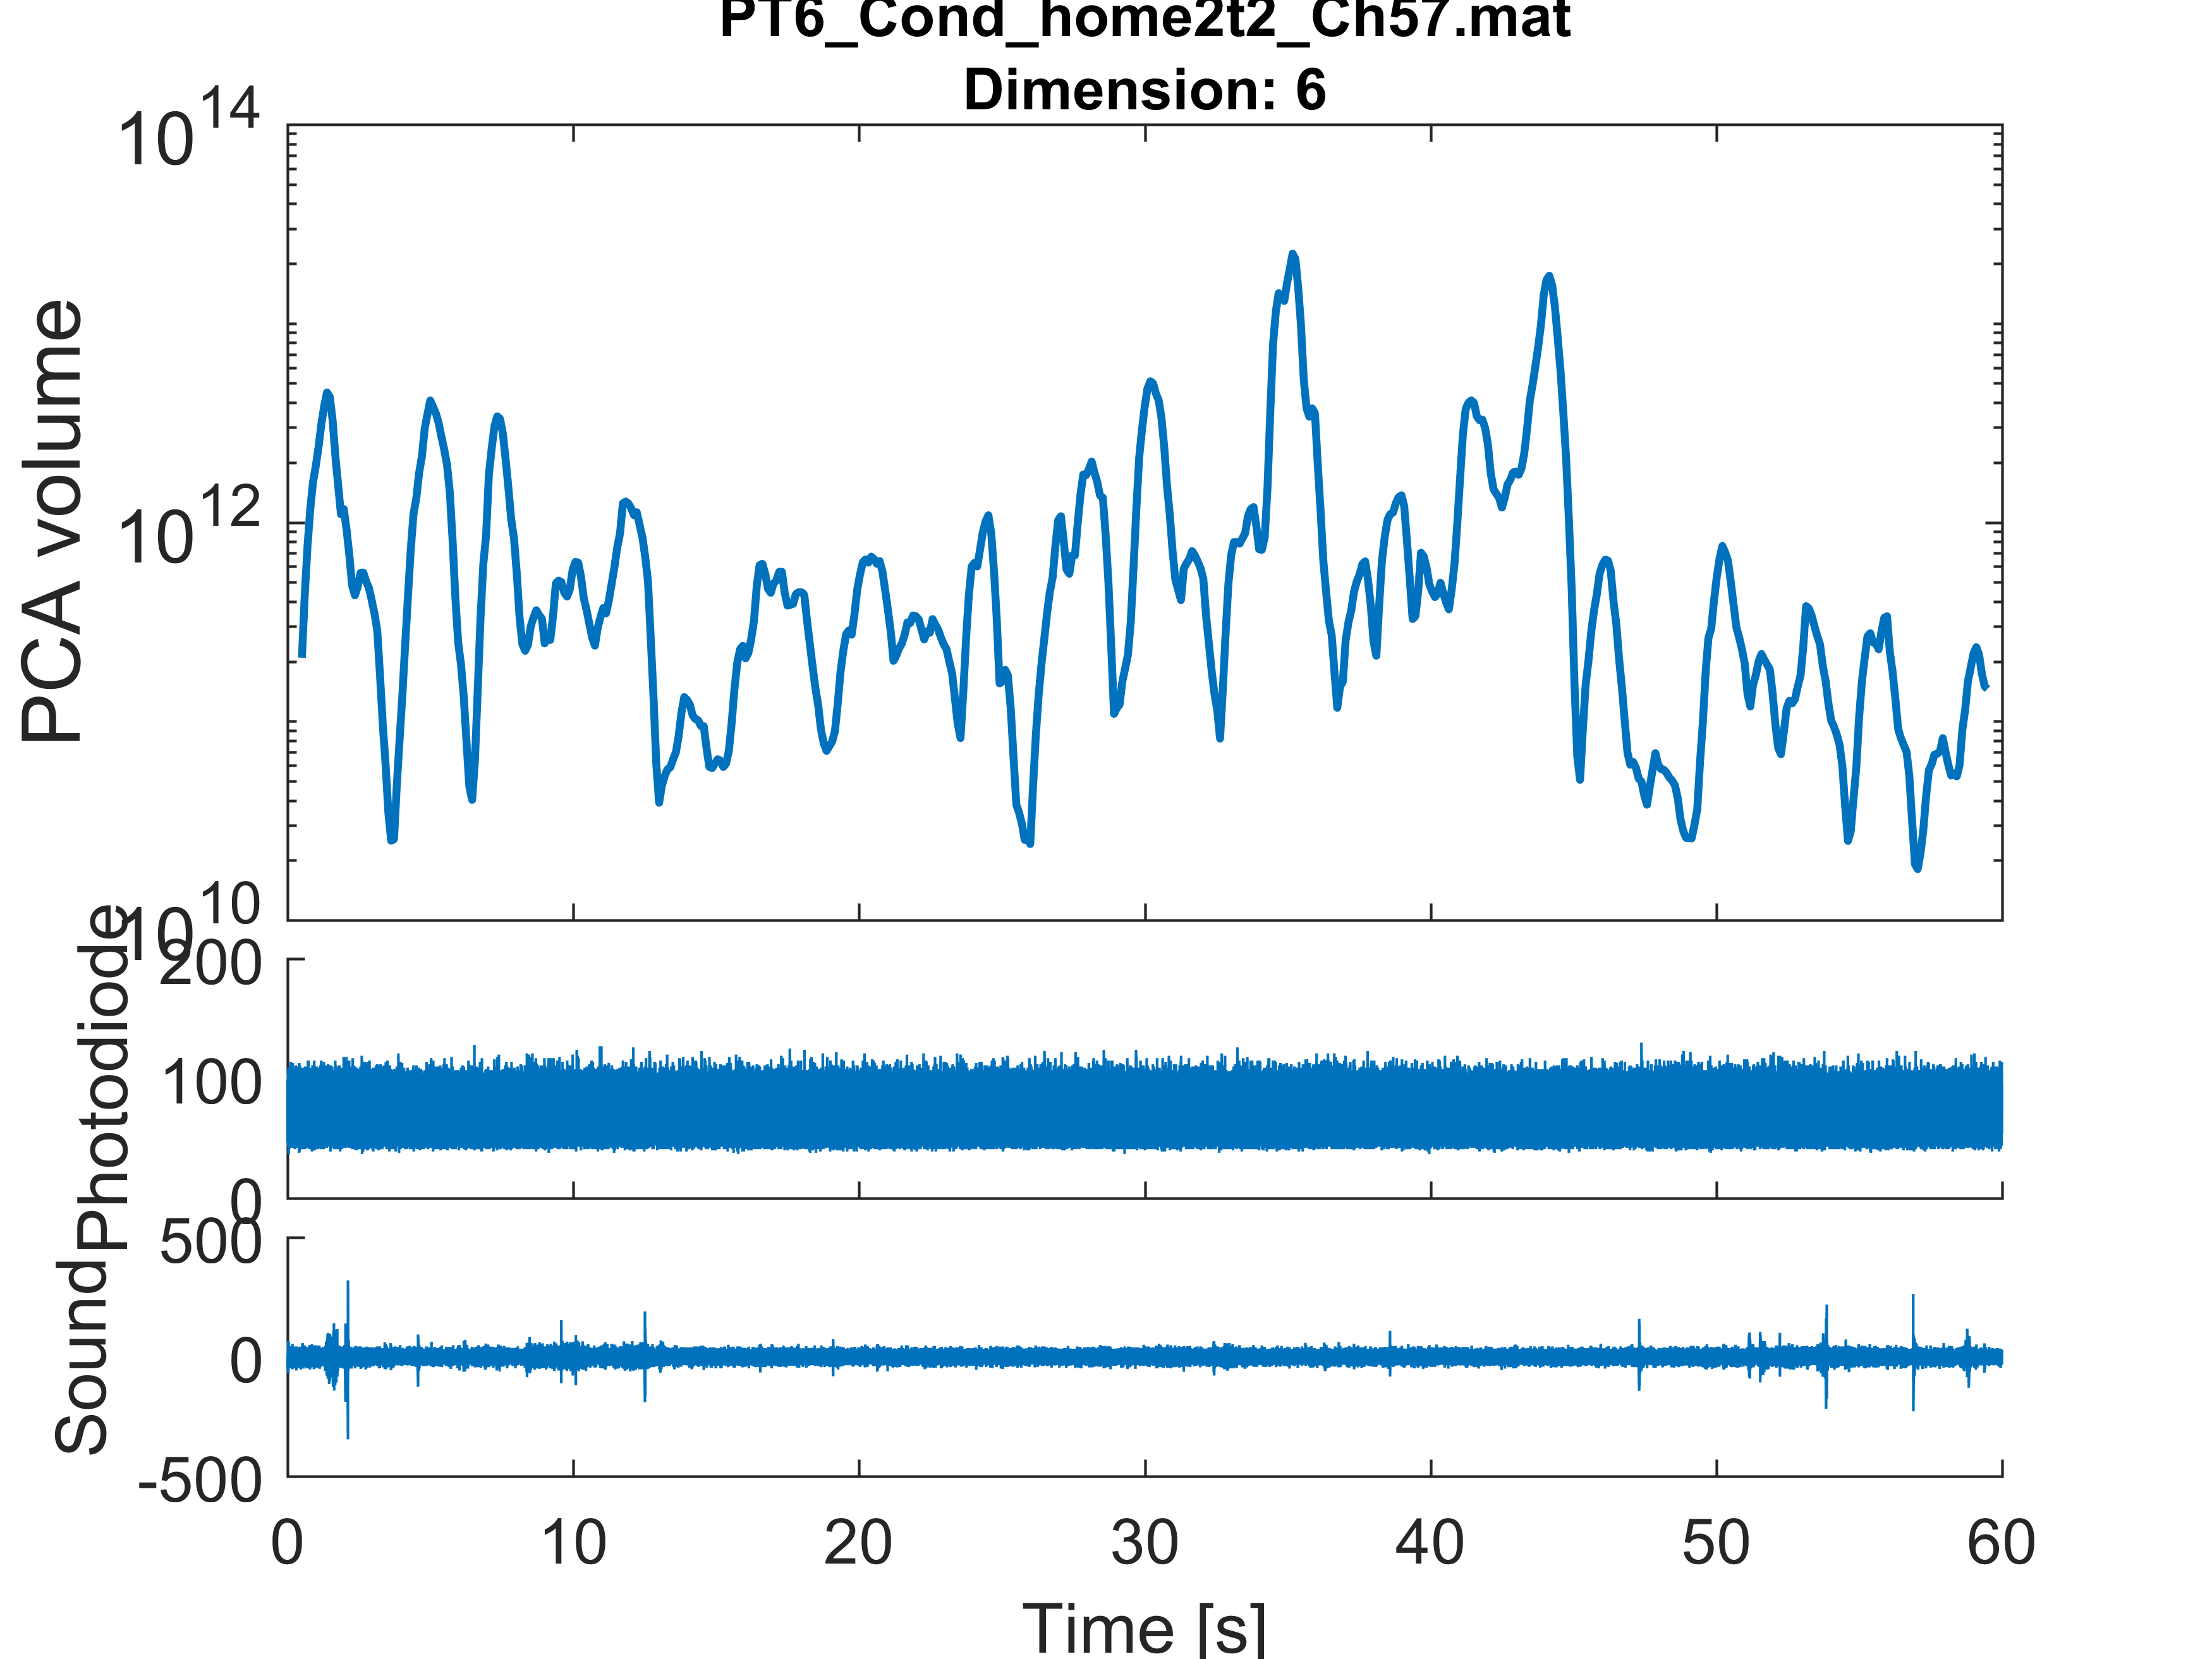 PT6_Cond_home2t2_Ch57.mat
Dimension: 6
10^14
10^12
10^10
PCA volume
200
100
0
Photodiode
500
0
-500
Sound
0 10 20 30 40 50 60
Time [s]